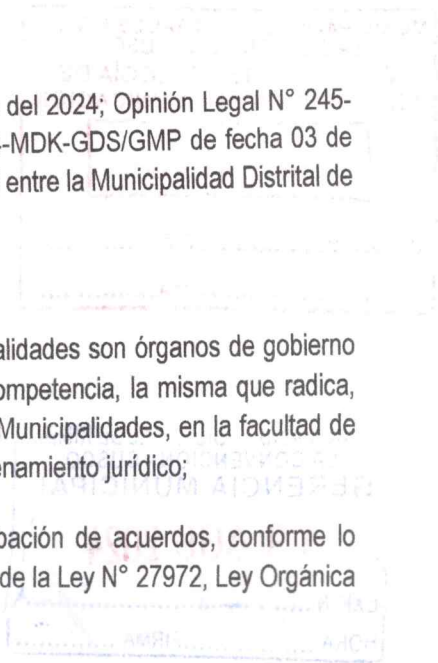 del 2024; Opinión Legal N° 245-
-MDK-GDS/GMP de fecha 03 de
entre la Municipalidad Distrital de
alidades son órganos de gobierno
ompetencia, la misma que radica,
Municipalidades, en la facultad de
enamiento jurídico;
bación de acuerdos, conforme lo
de la Ley N° 27972, Ley Orgánica